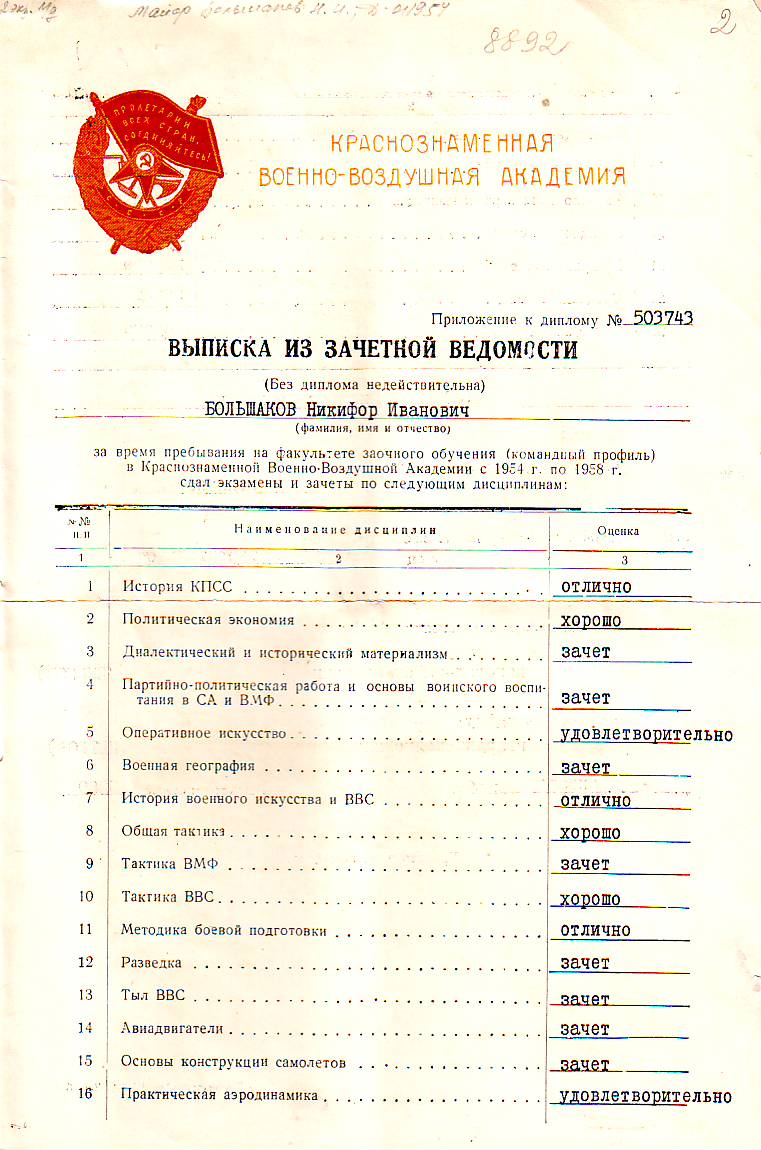 Майор Большаков Н. И.
8892
2
ПРОЛЕТАРИИ
ВСЕХ СТРАН,
СОЕДИНЯЙТЕСЬ!
КРАСНОЗНАМЕННАЯ
ВОЕННО-ВОЗДУШНАЯ АКАДЕМИЯ
Приложение к диплому № 503743
ВЫПИСКА ИЗ ЗАЧЕТНОЙ ВЕДОМОСТИ
(Без диплома недействительна)
БОЛЬШАКОВ Никифор Иванович
(фамилия, имя и отчество)
за время пребывания на факультете заочного обучения (командный профиль)
в Краснознаменной Военно-Воздушной Академии с 1954 г. по 1958 г.
сдал экзамены и зачеты по следующим дисциплинам:
№№ п. п Наименование дисциплин Оценка
1 2 3
1 История КПСС отлично
2 Политическая экономия хорошо
3 Диалектический и исторический материализм зачет
4 Партийно-политическая работа и основы воинского воспи-
тания в СА и ВМФ зачет
5 Оперативное искусство удовлетворительно
6 Военная география зачет
7 История военного искусства и ВВС отлично
8 Общая тактика хорошо
9 Тактика ВМФ зачет
10 Тактика ВВС хорошо
11 Методика боевой подготовки отлично
12 Разведка зачет
13 Тыл ВВС зачет
14 Авиадвигатели зачет
15 Основы конструкции самолетов зачет
16 Практическая аэродинамика удовлетворительно